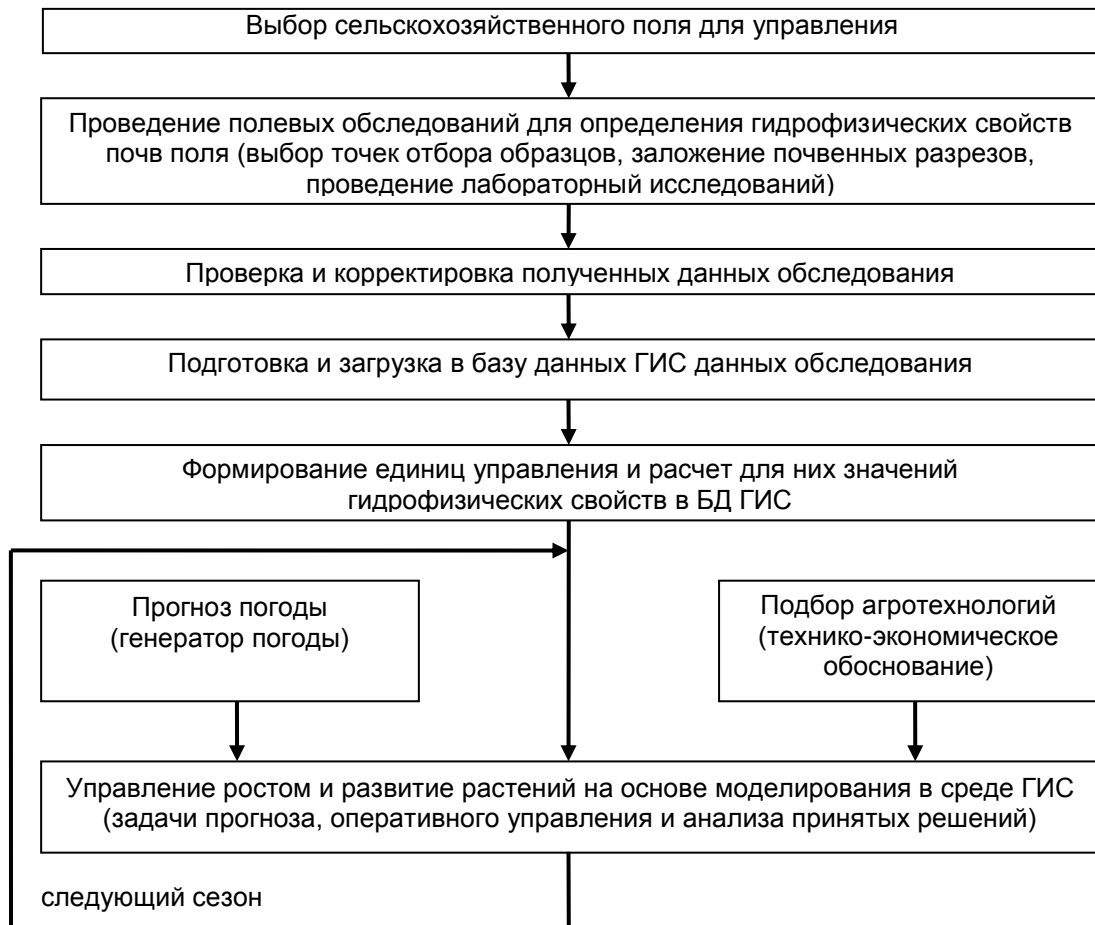 Выбор сельскохозяйственного поля для управления
Проведение полевых обследований для определения гидрофизических свойств
почв поля (выбор точек отбора образцов, заложение почвенных разрезов,
проведение лабораторный исследований)
Проверка и корректировка полученных данных обследования
Подготовка и загрузка в базу данных ГИС данных обследования
Формирование единиц управления и расчет для них значений
гидрофизических свойств в БД ГИС
Прогноз погоды
(генератор погоды)
Подбор агротехнологий
(технико-экономическое
обоснование)
Управление ростом и развитие растений на основе моделирования в среде ГИС
(задачи прогноза, оперативного управления и анализа принятых решений)
следующий сезон